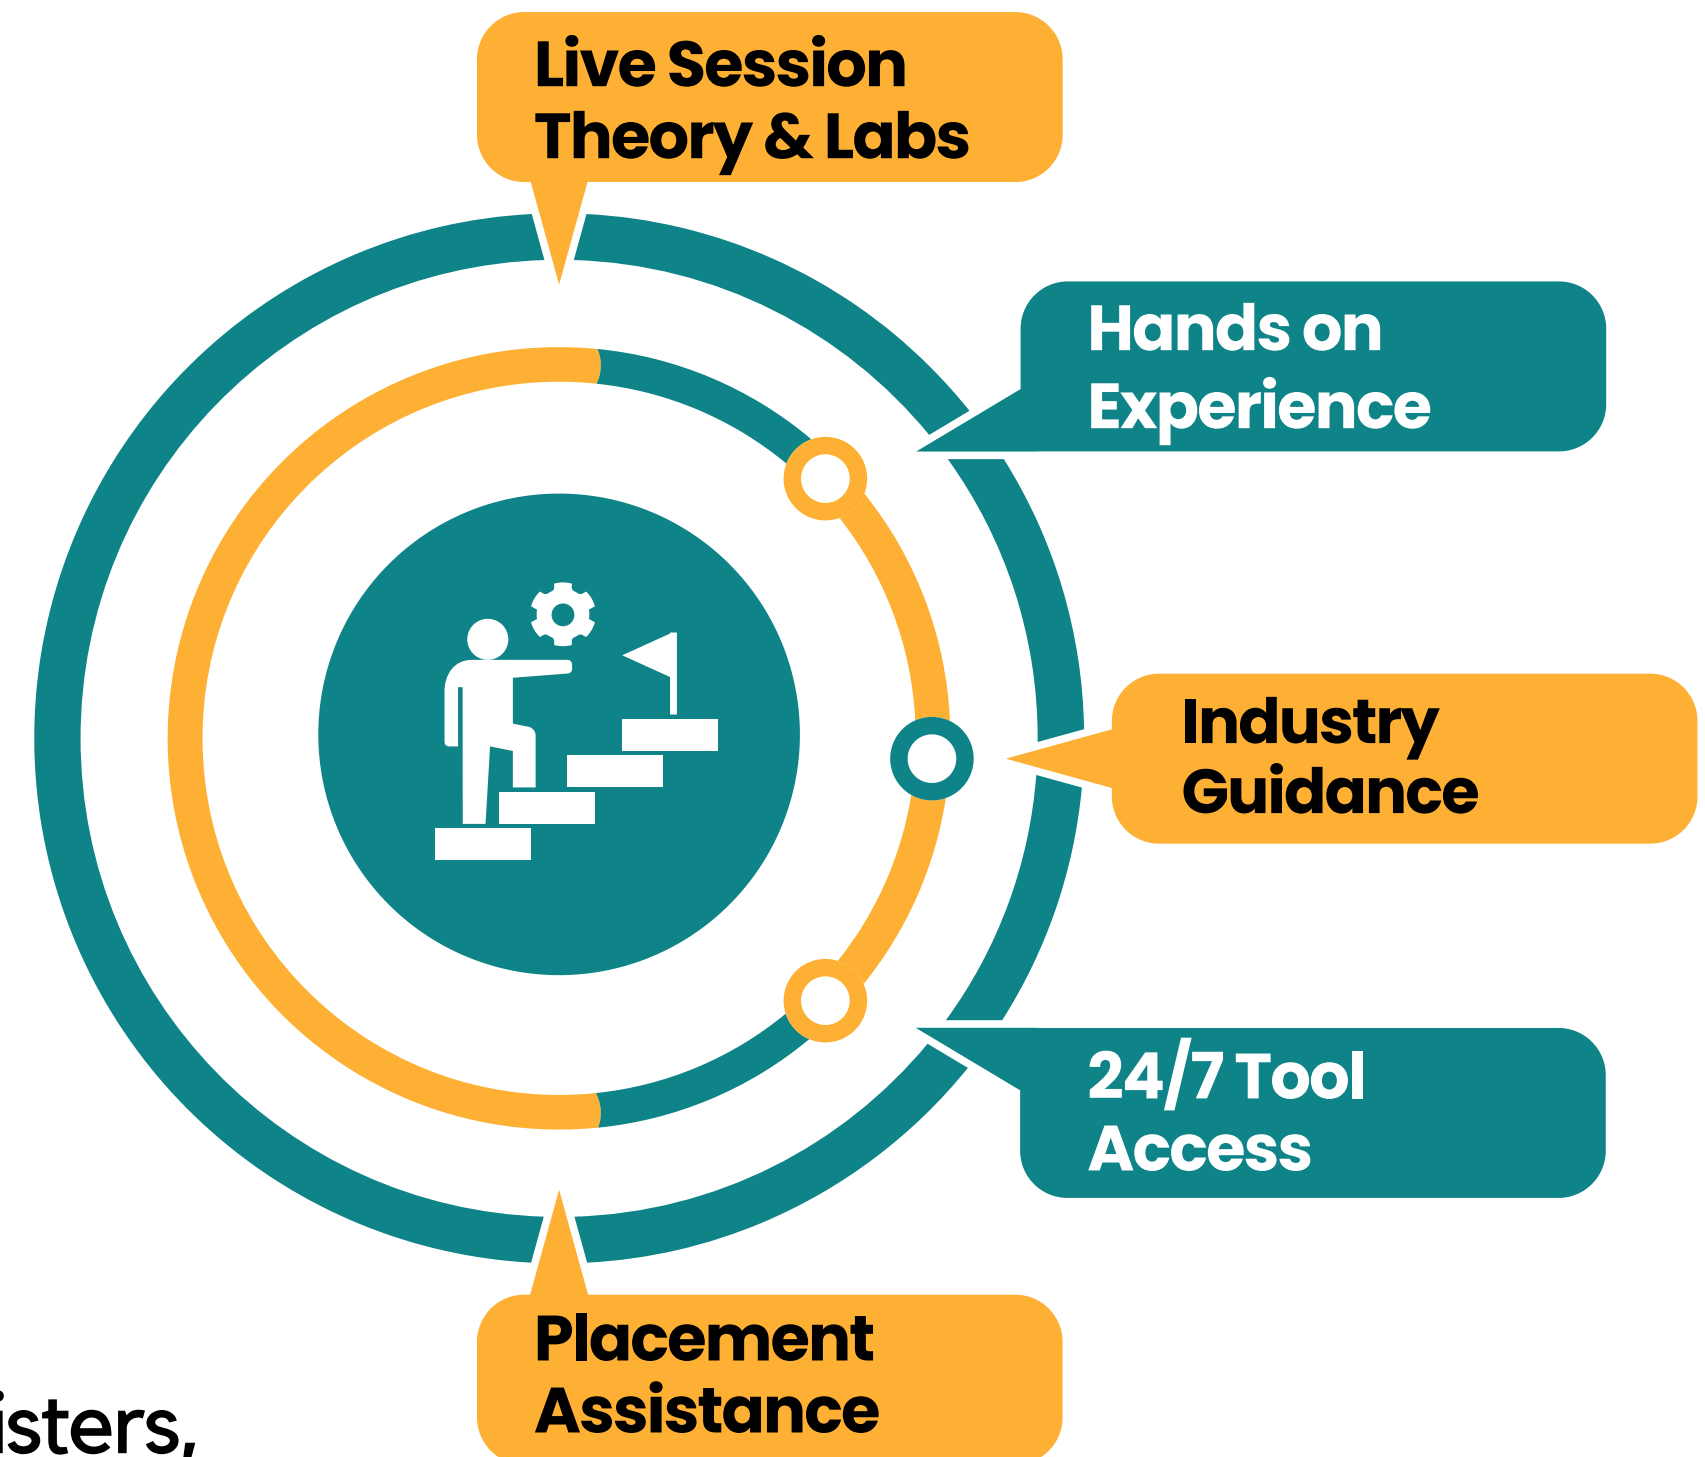 Live Session
Theory & Labs
Hands on
Experience
Industry
Guidance
24/7 Tool
Access
Placement
Assistance
isters,